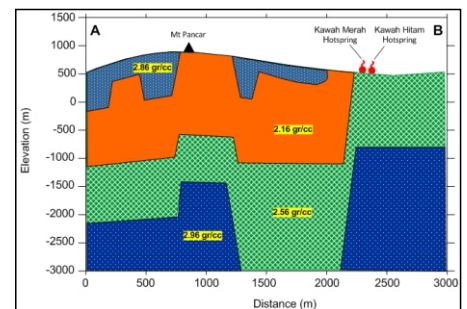 A
Mt Pancar
Kawah Merah
Hotspring
Kawah Hitam
Hotspring
B
1500
1000
500
0
-500
-1000
-1500
-2000
-2500
-3000
Elevation (m)
2.86 gr/cc
2.16 gr/cc
2.56 gr/cc
2.96 gr/cc
0
500
1000
1500
2000
2500
3000
Distance (m)